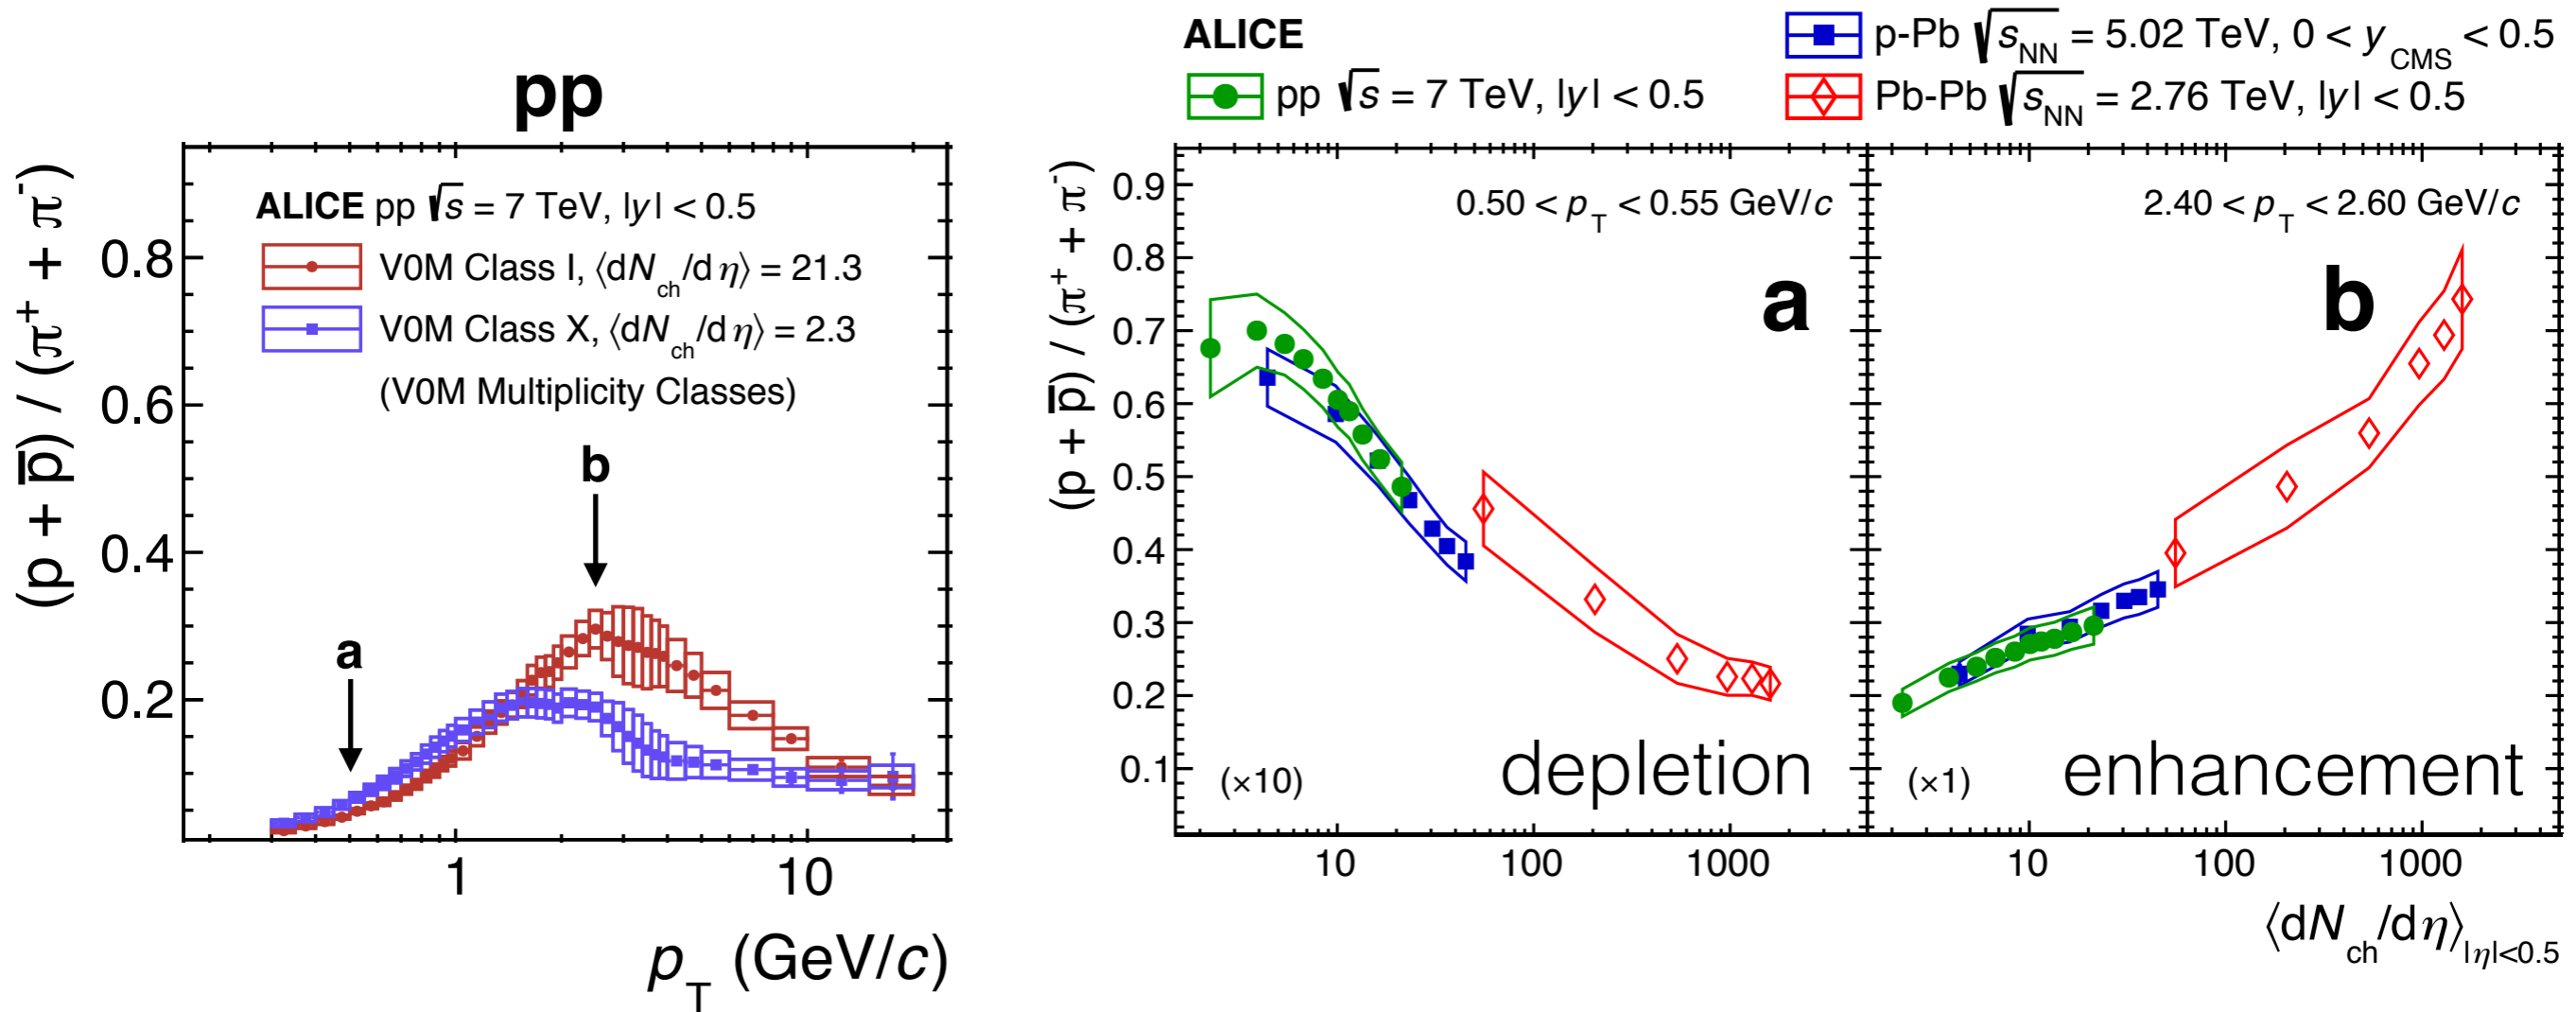 pp
(p + p̅) / (π⁺ + π⁻)
0.8
0.6
0.4
0.2
ALICE pp √s = 7 TeV, |y| < 0.5
V0M Class I, ⟨dN_ch/dη⟩ = 21.3
V0M Class X, ⟨dN_ch/dη⟩ = 2.3
(V0M Multiplicity Classes)
b
a
1 10
p_T (GeV/c)
ALICE
pp √s = 7 TeV, |y| < 0.5
p-Pb √s_NN = 5.02 TeV, 0 < y_CMS < 0.5
Pb-Pb √s_NN = 2.76 TeV, |y| < 0.5
(p + p̅) / (π⁺ + π⁻)
0.9
0.8
0.7
0.6
0.5
0.4
0.3
0.2
0.1
0.50 < p_T < 0.55 GeV/c
a
(×10) depletion
10 100 1000
2.40 < p_T < 2.60 GeV/c
b
(×1) enhancement
10 100 1000
⟨dN_ch/dη⟩_|η|<0.5